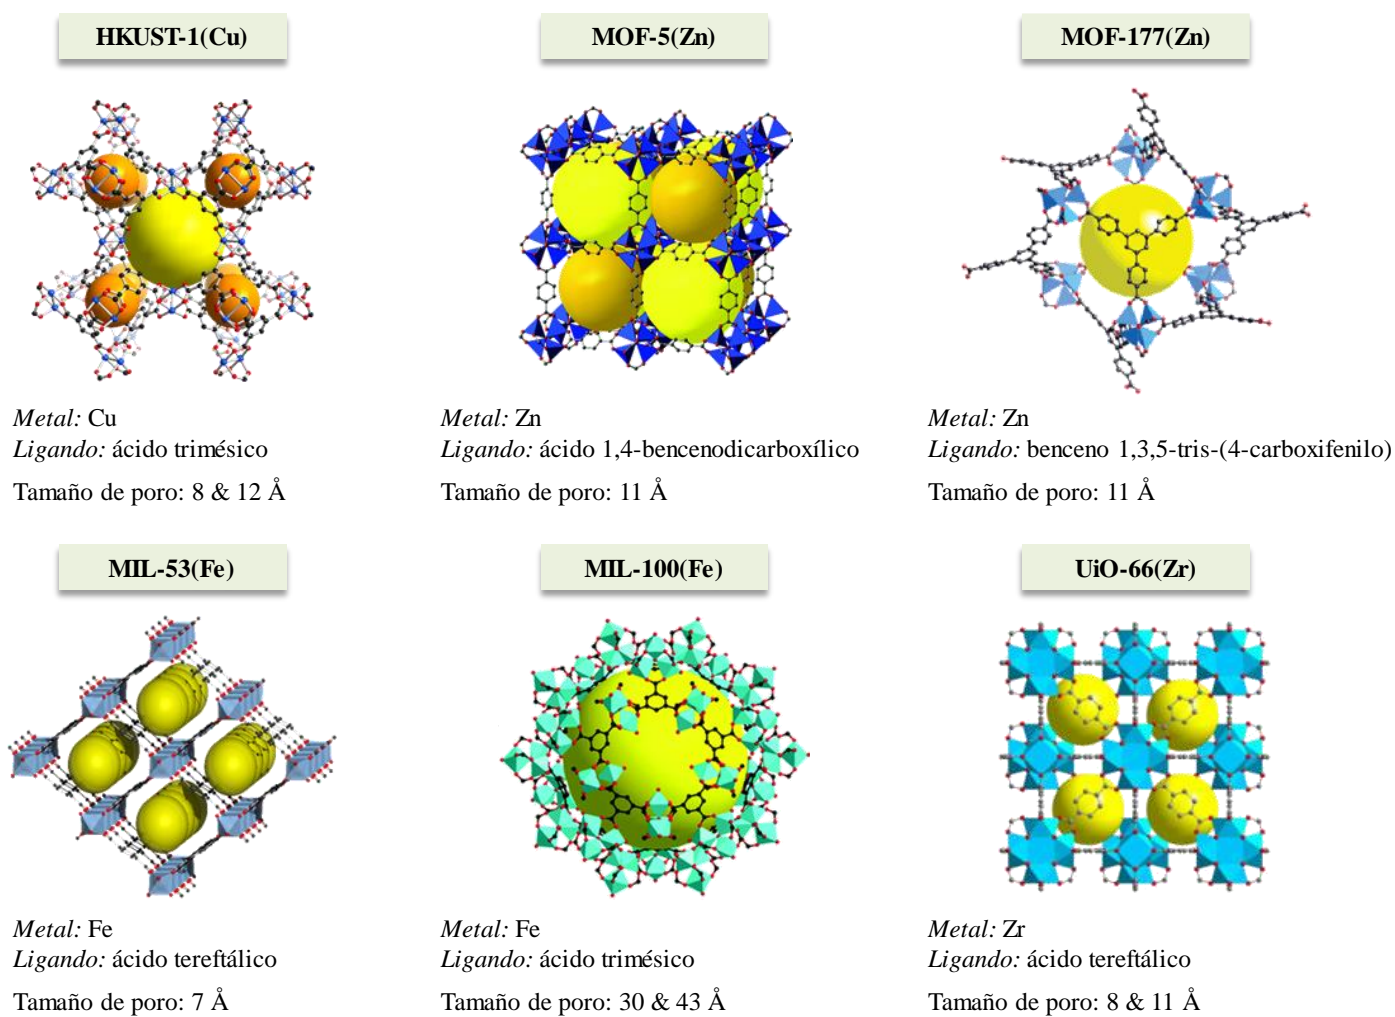 HKUST-1(Cu)
MOF-5(Zn)
MOF-177(Zn)
Metal: Cu
Ligando: ácido trimésico
Tamaño de poro: 8 & 12 Å
Metal: Zn
Ligando: ácido 1,4-bencenodicarboxílico
Tamaño de poro: 11 Å
Metal: Zn
Ligando: benceno 1,3,5-tris-(4-carboxifenilo)
Tamaño de poro: 11 Å
MIL-53(Fe)
MIL-100(Fe)
UiO-66(Zr)
Metal: Fe
Ligando: ácido tereftálico
Tamaño de poro: 7 Å
Metal: Fe
Ligando: ácido trimésico
Tamaño de poro: 30 & 43 Å
Metal: Zr
Ligando: ácido tereftálico
Tamaño de poro: 8 & 11 Å